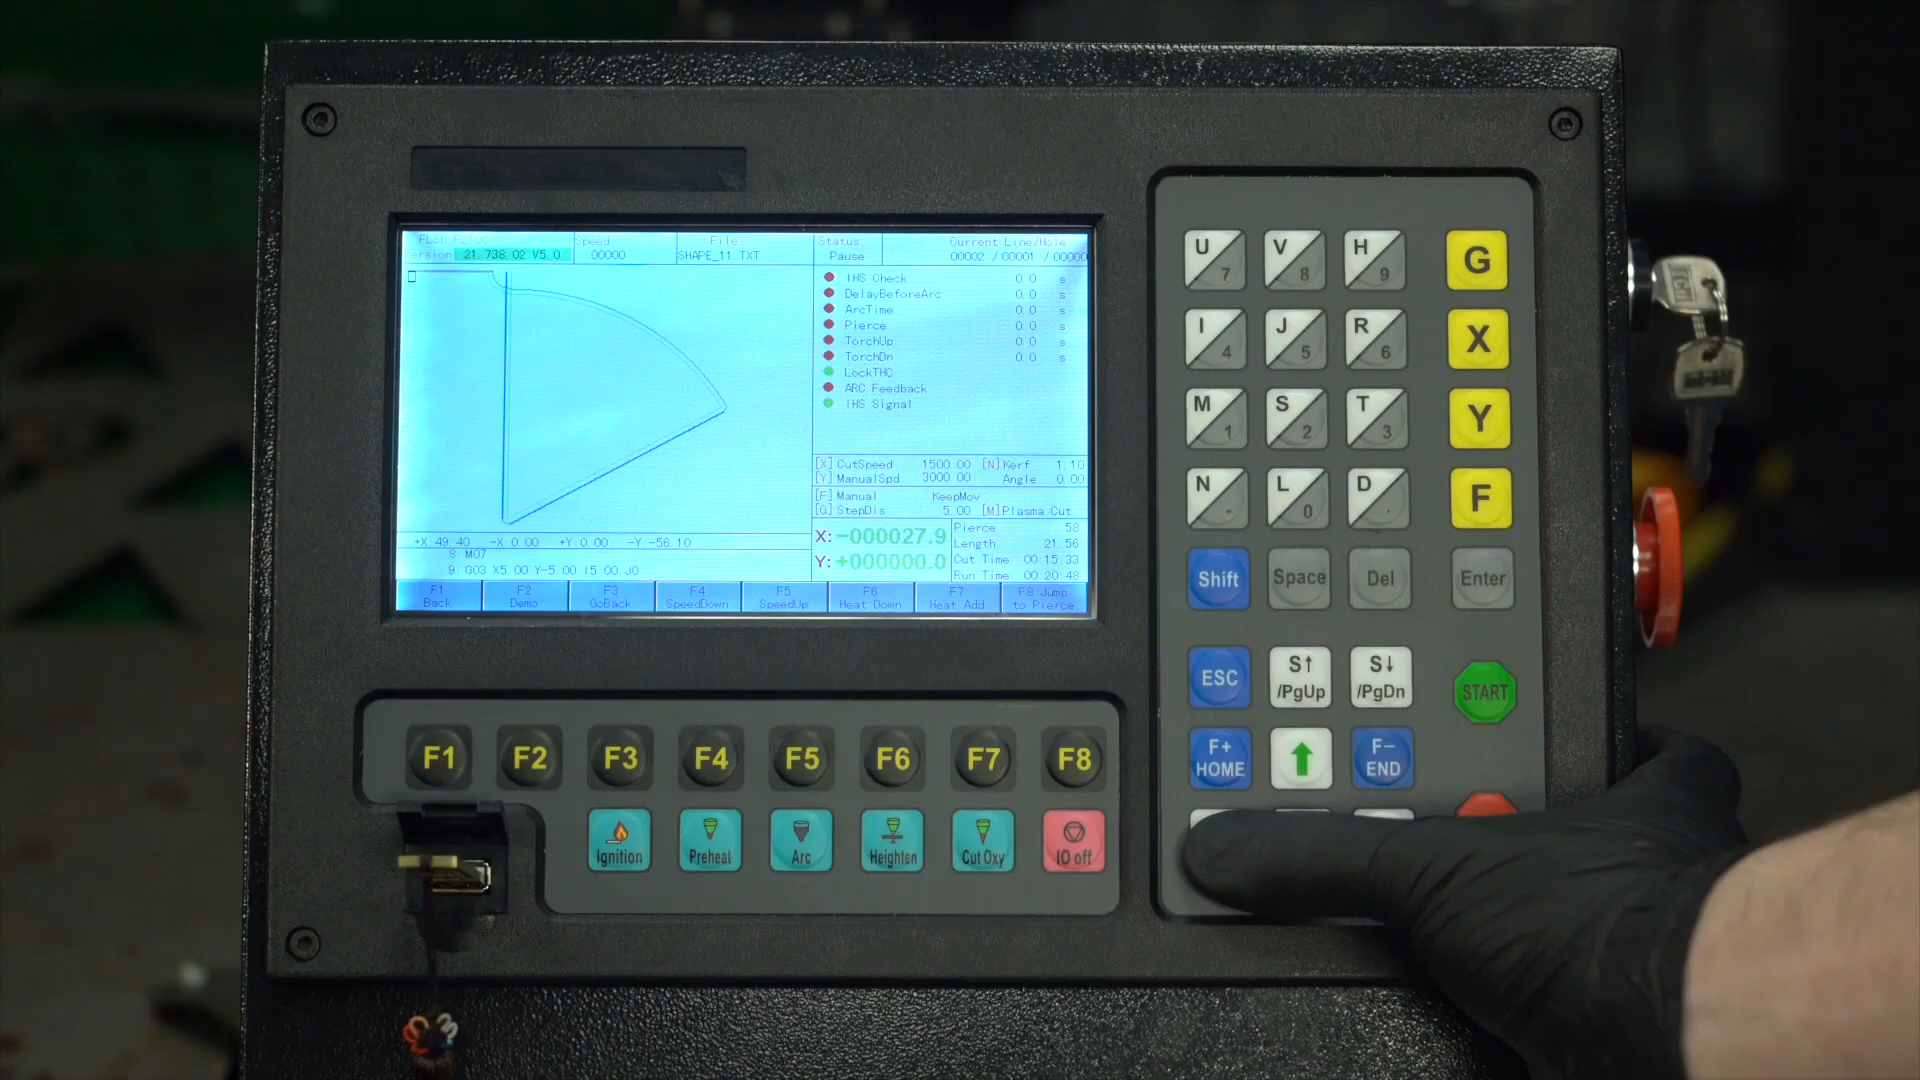 Speed File Status Current Line/Hole
21.738.02 V5.0 00000 SHAPE_11.TXT Pause 00002 /00001 /00000
IHS Check 0.0 s
DelayBeforeArc 0.0 s
ArcTime 0.0 s
Pierce 0.0 s
TorchUp 0.0 s
TorchDn 0.0 s
LockTHC
ARC Feedback
IHS Signal
[X] CutSpeed 1500.00 [N] Kerf 1.10
[Y] ManualSpd 3000.00 Angle 0.00
[F] Manual KeepMov
[G] StepDis 5.00 [M] Plasma Cut
X: -000027.9
Y: +000000.0
Pierce 58
Length 21.56
Cut Time 00:15:33
Run Time 00:20:48
+X:49.40 -X:0.00 +Y:0.00 -Y:-56.10
8: M07
9: G03 X5.00 Y-5.00 I5.00 J0
F1 F2 F3 F4 F5 F6 F7 F8 Jump
Back Demo GoBack SpeedDown SpeedUp Heat Down Heat Add to Pierce
U 7 V 8 H 9 G
I 4 J 5 R 6 X
M 1 S 2 T 3 Y
N - L 0 D . F
Shift Space Del Enter
ESC S↑ /PgUp S↓ /PgDn START
F+ HOME ↑ F- END
F1 F2 F3 F4 F5 F6 F7 F8
Ignition Preheat Arc Heighten Cut Oxy IO off